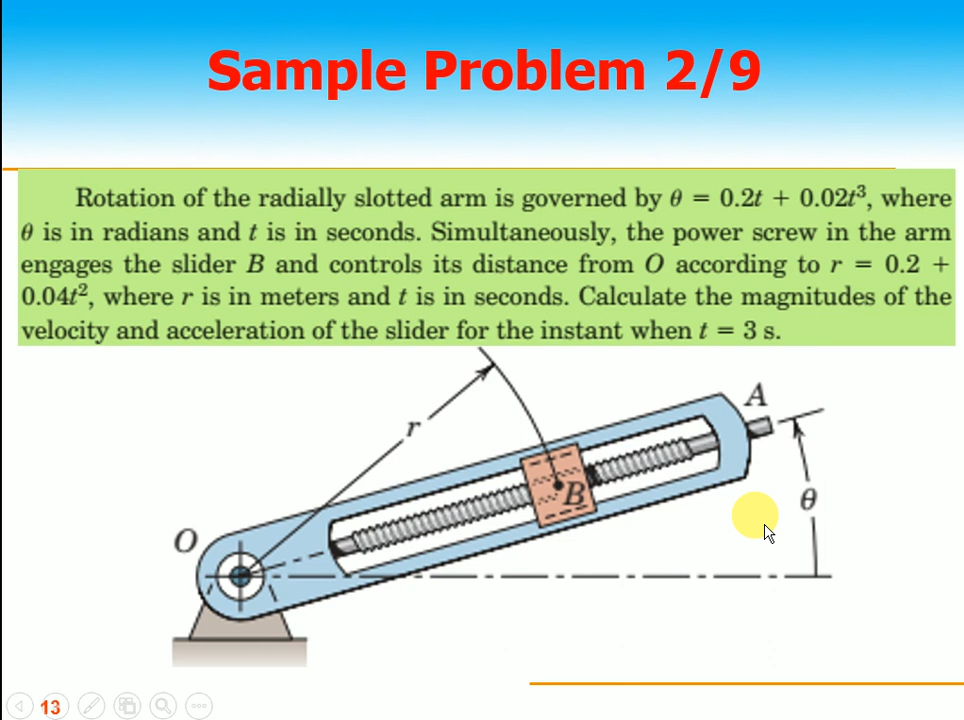 Sample Problem 2/9
Rotation of the radially slotted arm is governed by θ = 0.2t + 0.02t³, where
θ is in radians and t is in seconds. Simultaneously, the power screw in the arm
engages the slider B and controls its distance from O according to r = 0.2 +
0.04t², where r is in meters and t is in seconds. Calculate the magnitudes of the
velocity and acceleration of the slider for the instant when t = 3 s.
A
r
B
θ
O
13